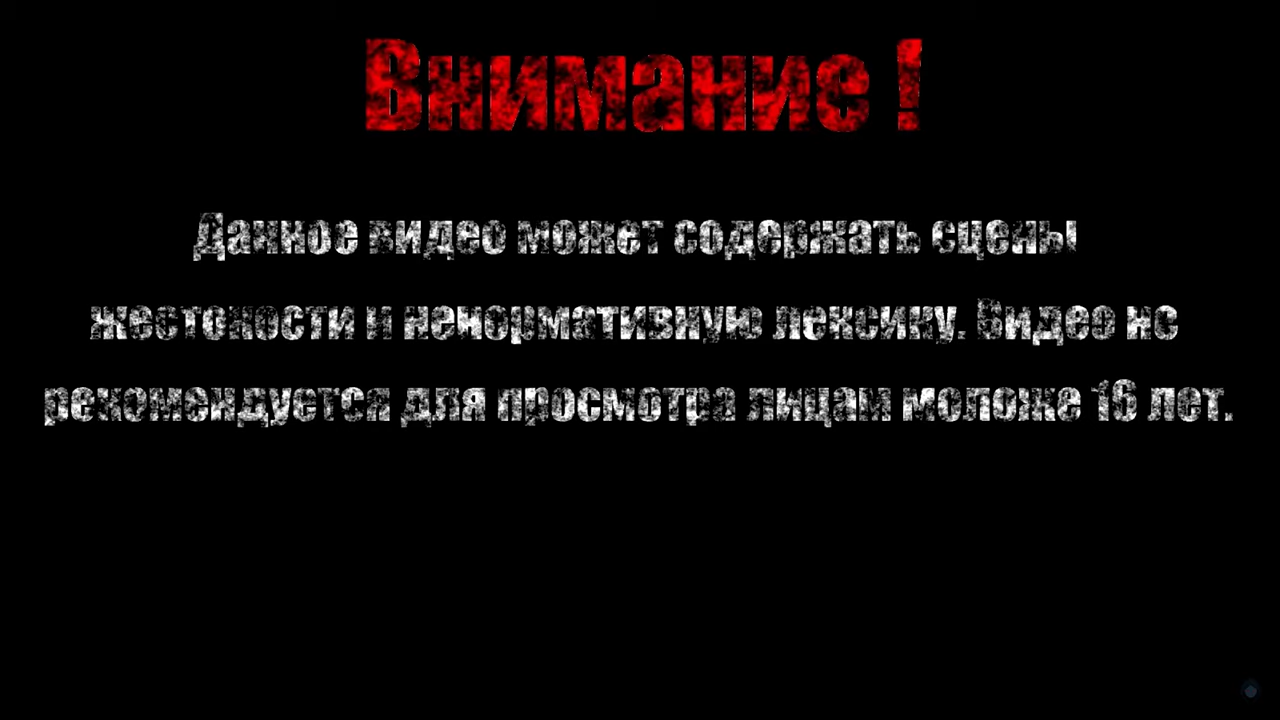 Внимание !
Данное видео может содержать сцены
жестокости и ненормативную лексику. Видео не
рекомендуется для просмотра лицам моложе 16 лет.